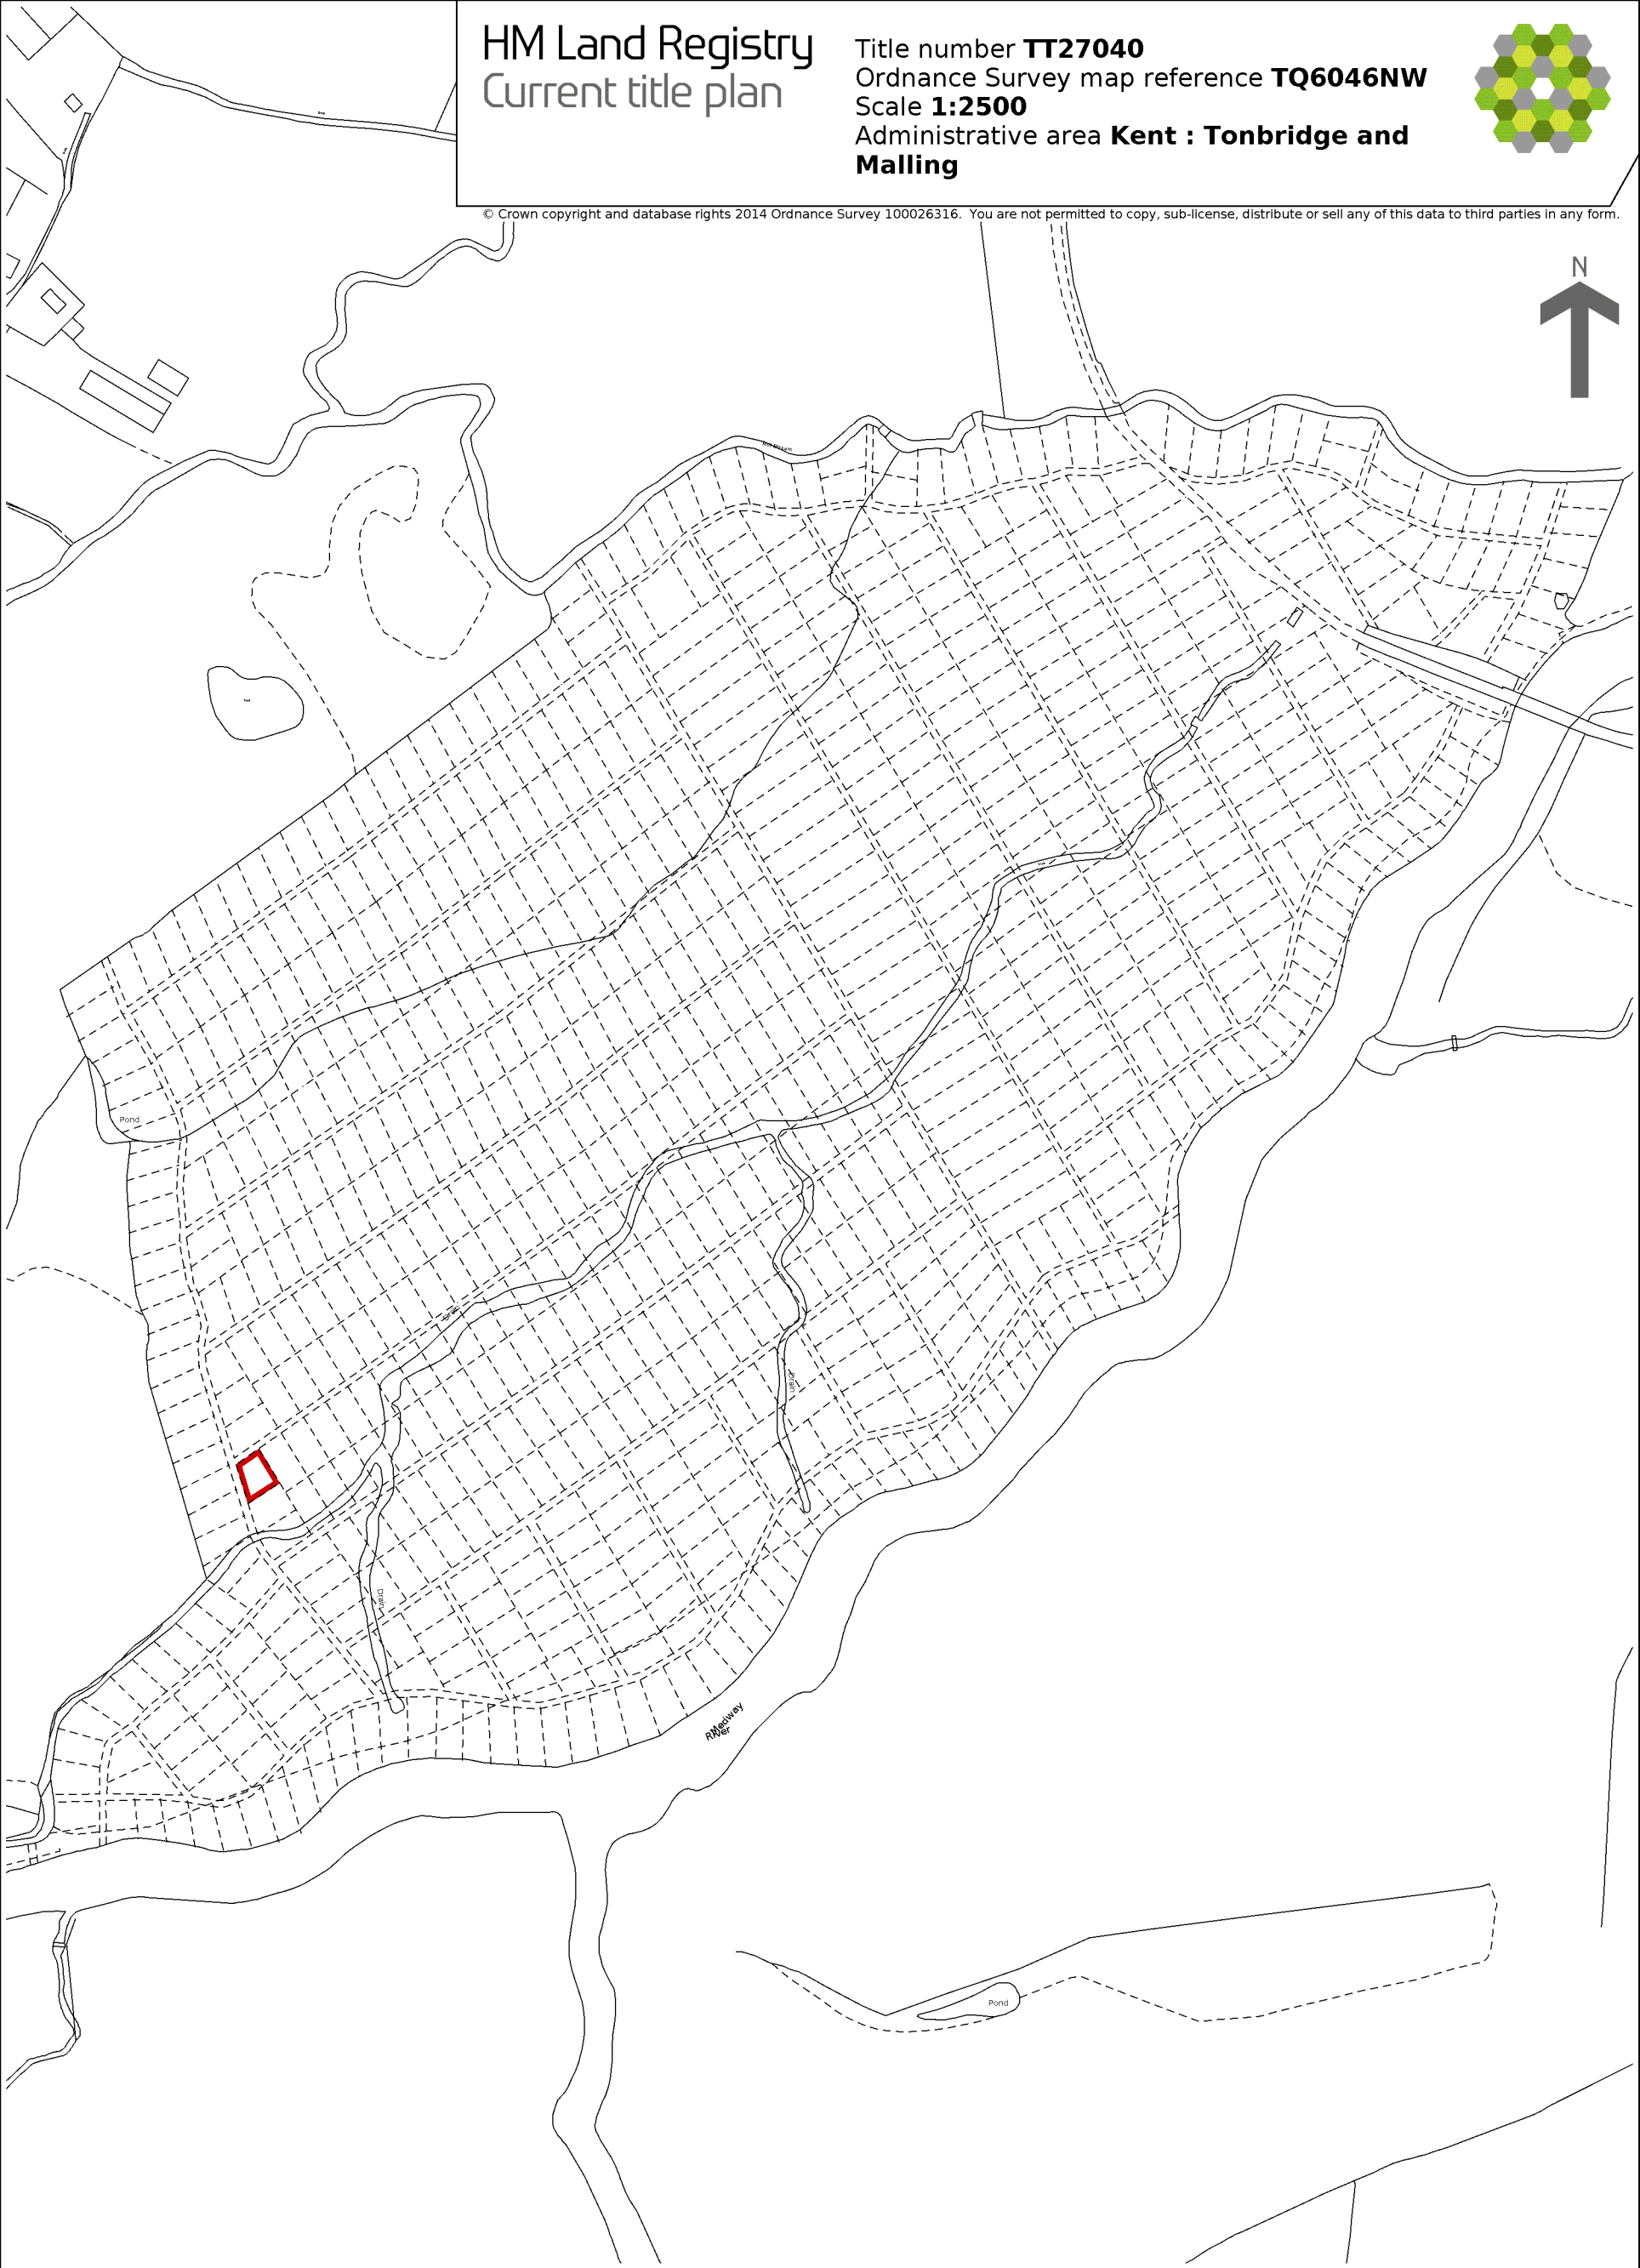 HM Land Registry
Current title plan
Title number TT27040
Ordnance Survey map reference TQ6046NW
Scale 1:2500
Administrative area Kent : Tonbridge and
Malling
© Crown copyright and database rights 2014 Ordnance Survey 100026316. You are not permitted to copy, sub-license, distribute or sell any of this data to third parties in any form.
N
Pond
Drain
Drain
Drain
River
Medway
Pond